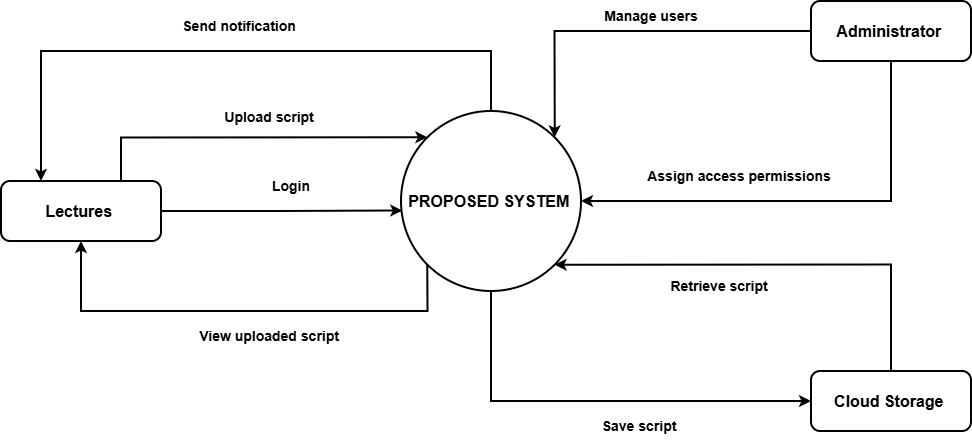 Send notification
Manage users
Administrator
Upload script
Assign access permissions
Login
PROPOSED SYSTEM
Lectures
Retrieve script
View uploaded script
Cloud Storage
Save script